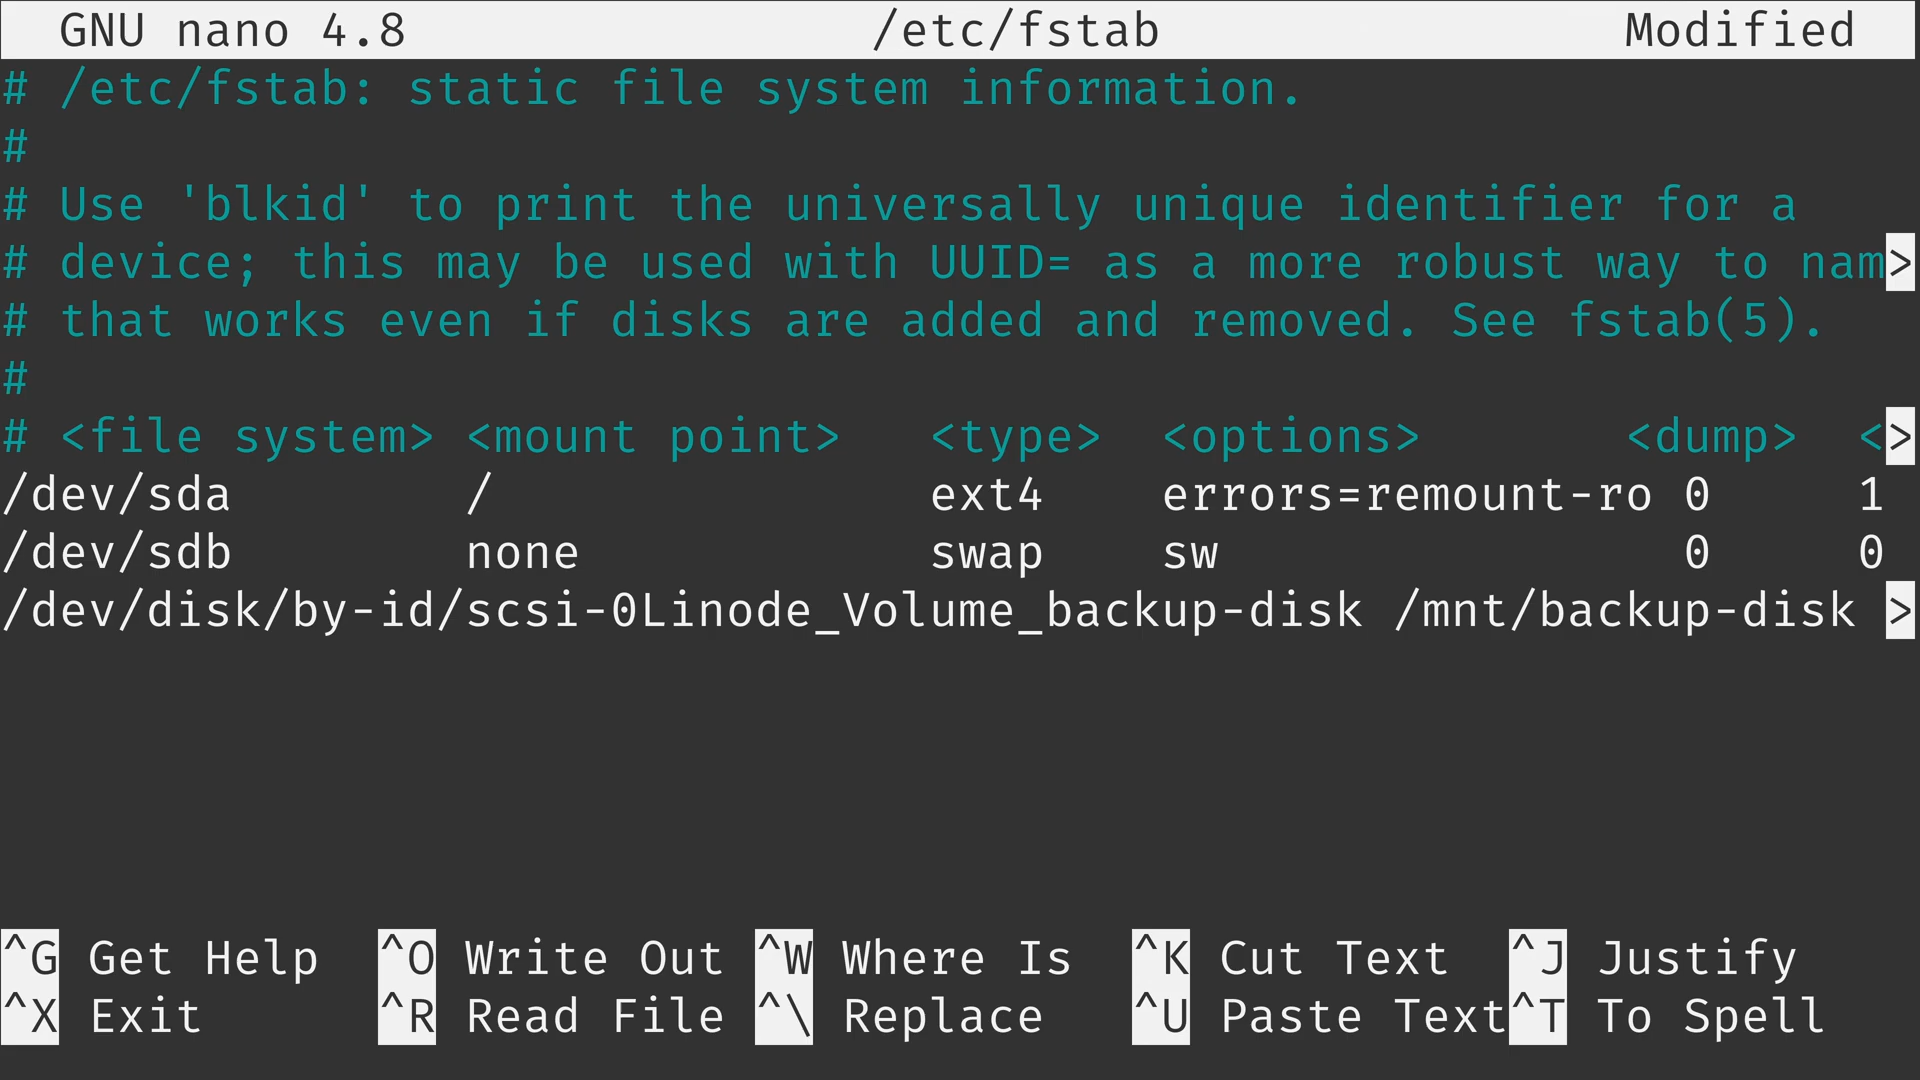 GNU nano 4.8 /etc/fstab Modified
# /etc/fstab: static file system information.
#
# Use 'blkid' to print the universally unique identifier for a
# device; this may be used with UUID= as a more robust way to nam>
# that works even if disks are added and removed. See fstab(5).
#
# <file system> <mount point> <type> <options> <dump> <>
/dev/sda / ext4 errors=remount-ro 0 1
/dev/sdb none swap sw 0 0
/dev/disk/by-id/scsi-0Linode_Volume_backup-disk /mnt/backup-disk >
^G Get Help ^O Write Out ^W Where Is ^K Cut Text ^J Justify
^X Exit ^R Read File ^\ Replace ^U Paste Text ^T To Spell